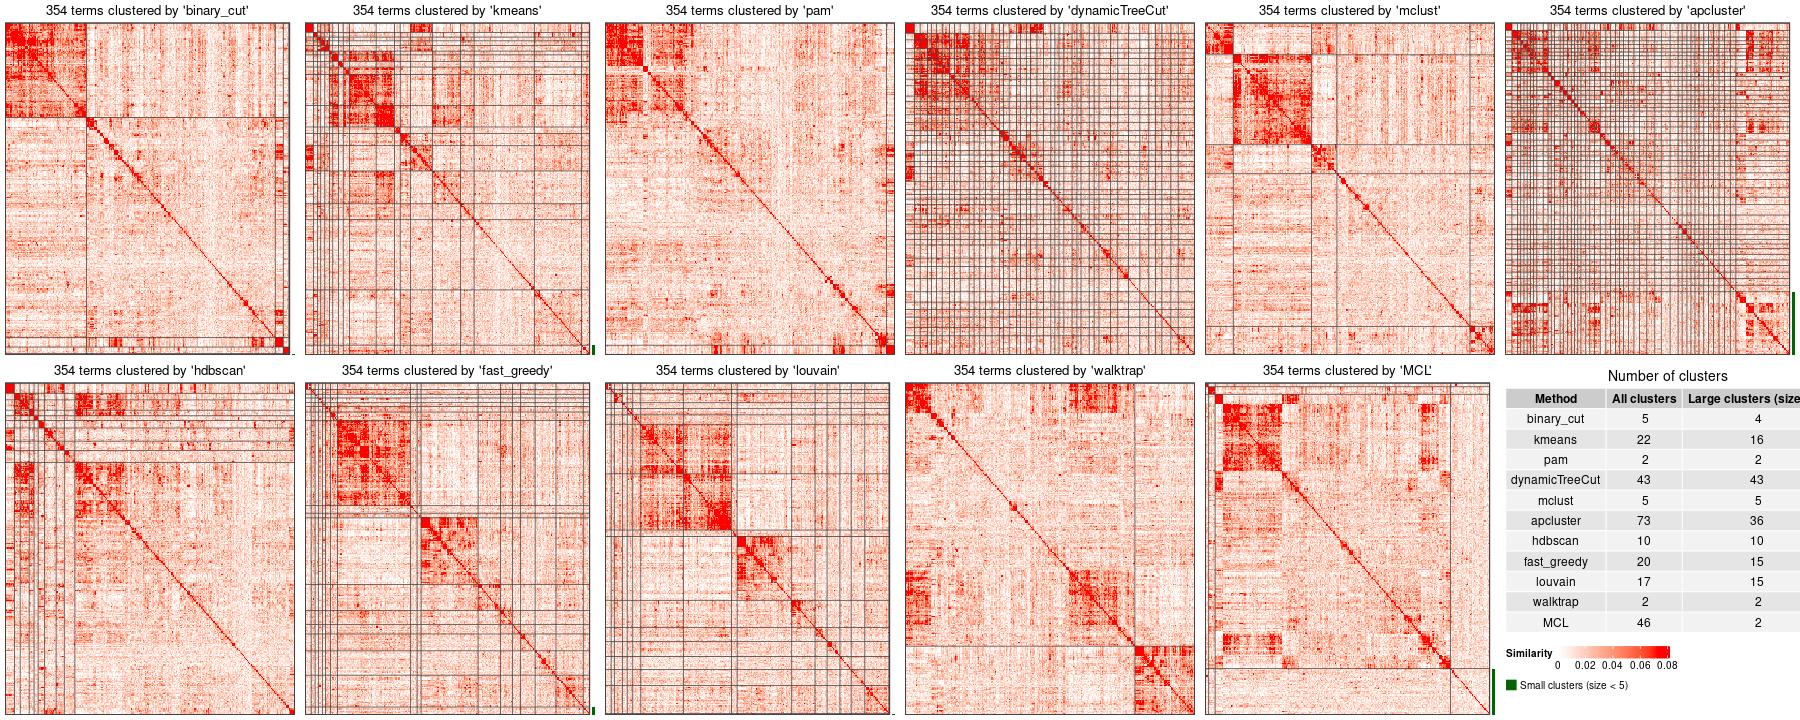 354 terms clustered by 'binary_cut'
354 terms clustered by 'kmeans'
354 terms clustered by 'pam'
354 terms clustered by 'dynamicTreeCut'
354 terms clustered by 'mclust'
354 terms clustered by 'apcluster'
354 terms clustered by 'hdbscan'
354 terms clustered by 'fast_greedy'
354 terms clustered by 'louvain'
354 terms clustered by 'walktrap'
354 terms clustered by 'MCL'
Number of clusters
Method All clusters Large clusters (size
binary_cut 5 4
kmeans 22 16
pam 2 2
dynamicTreeCut 43 43
mclust 5 5
apcluster 73 36
hdbscan 10 10
fast_greedy 20 15
louvain 17 15
walktrap 2 2
MCL 46 2
Similarity
0 0.02 0.04 0.06 0.08
Small clusters (size < 5)